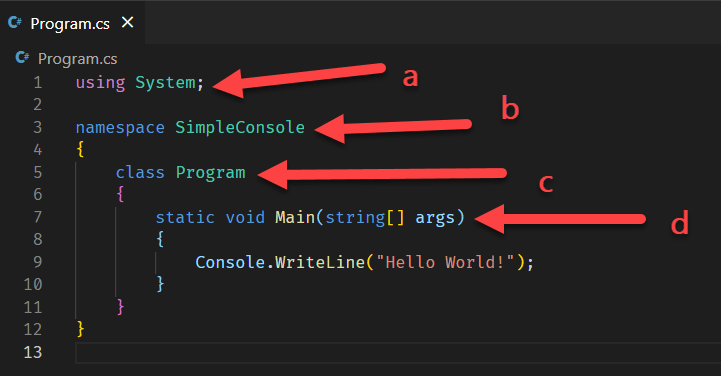 C# Program.cs ×
C# Program.cs
1 using System; a
2
3 namespace SimpleConsole b
4 {
5 class Program c
6 {
7 static void Main(string[] args) d
8 {
9 Console.WriteLine("Hello World!");
10 }
11 }
12 }
13